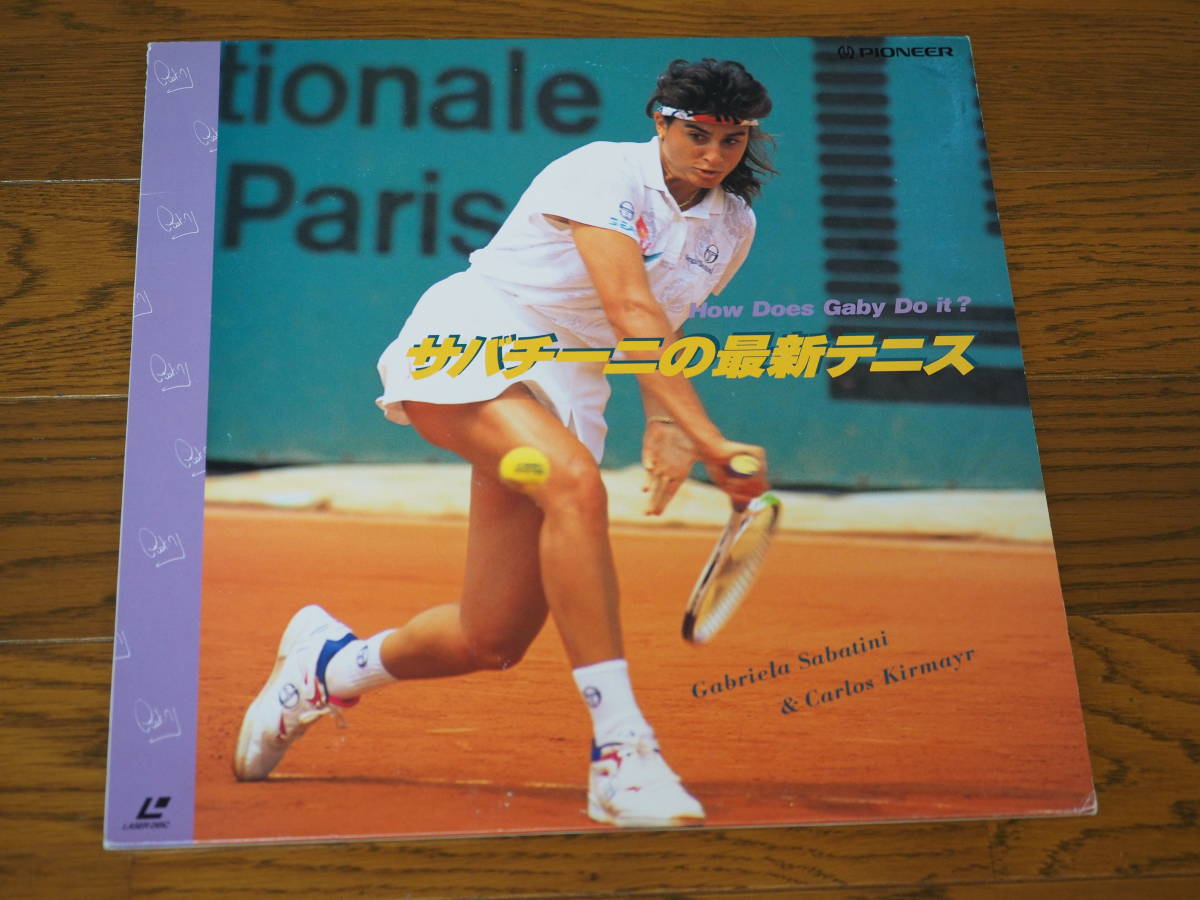 PIONEER
tionale
Paris
How Does Gaby Do it?
サバチーニの最新テニス
Gabriela Sabatini
& Carlos Kirmayr
LASER DISC